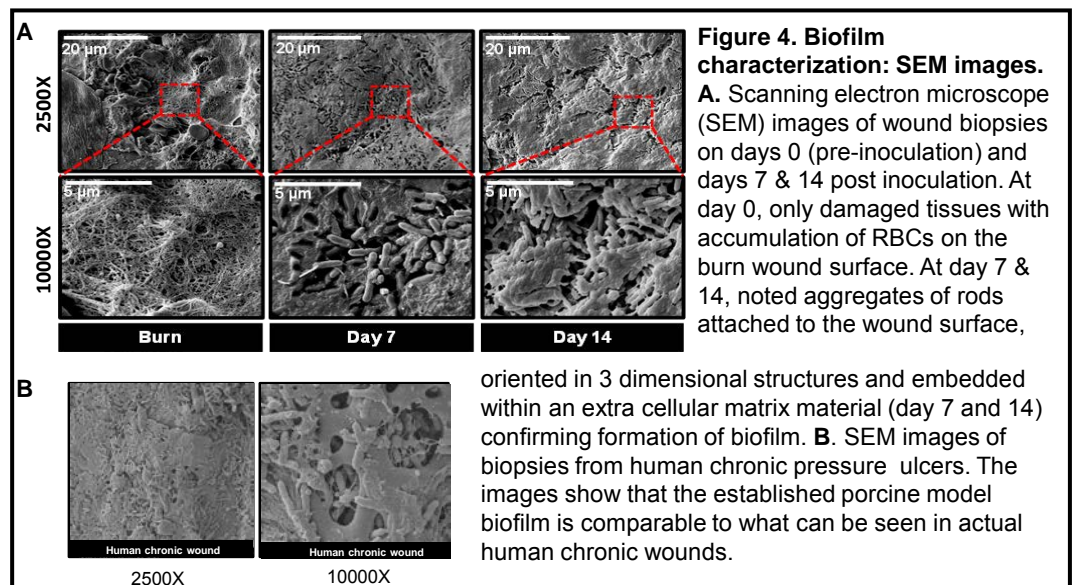 A
20 µm
20 µm
20 µm
2500X
5 µm
5 µm
5 µm
10000X
Burn
Day 7
Day 14
Figure 4. Biofilm
characterization: SEM images.
A. Scanning electron microscope
(SEM) images of wound biopsies
on days 0 (pre-inoculation) and
days 7 & 14 post inoculation. At
day 0, only damaged tissues with
accumulation of RBCs on the
burn wound surface. At day 7 &
14, noted aggregates of rods
attached to the wound surface,
oriented in 3 dimensional structures and embedded
within an extra cellular matrix material (day 7 and 14)
confirming formation of biofilm. B. SEM images of
biopsies from human chronic pressure ulcers. The
images show that the established porcine model
biofilm is comparable to what can be seen in actual
human chronic wounds.
B
Human chronic wound
Human chronic wound
2500X
10000X